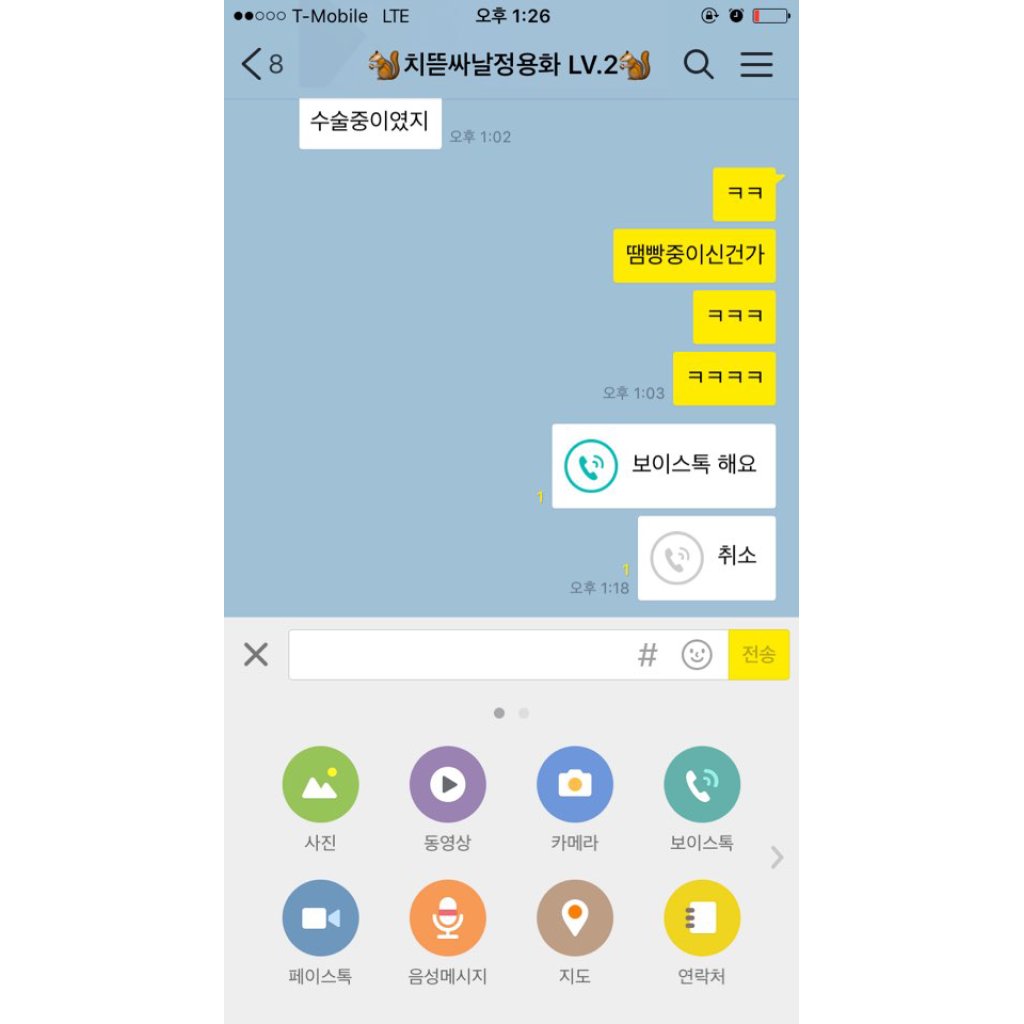 T-Mobile LTE 오후 1:26
8 치뜯싸날정용화 LV.2
수술중이였지
오후 1:02
ㅋㅋ
땜빵중이신건가
ㅋㅋㅋ
ㅋㅋㅋㅋ
오후 1:03
보이스톡 해요
1
취소
1
오후 1:18
# 전송
사진 동영상 카메라 보이스톡
페이스톡 음성메시지 지도 연락처